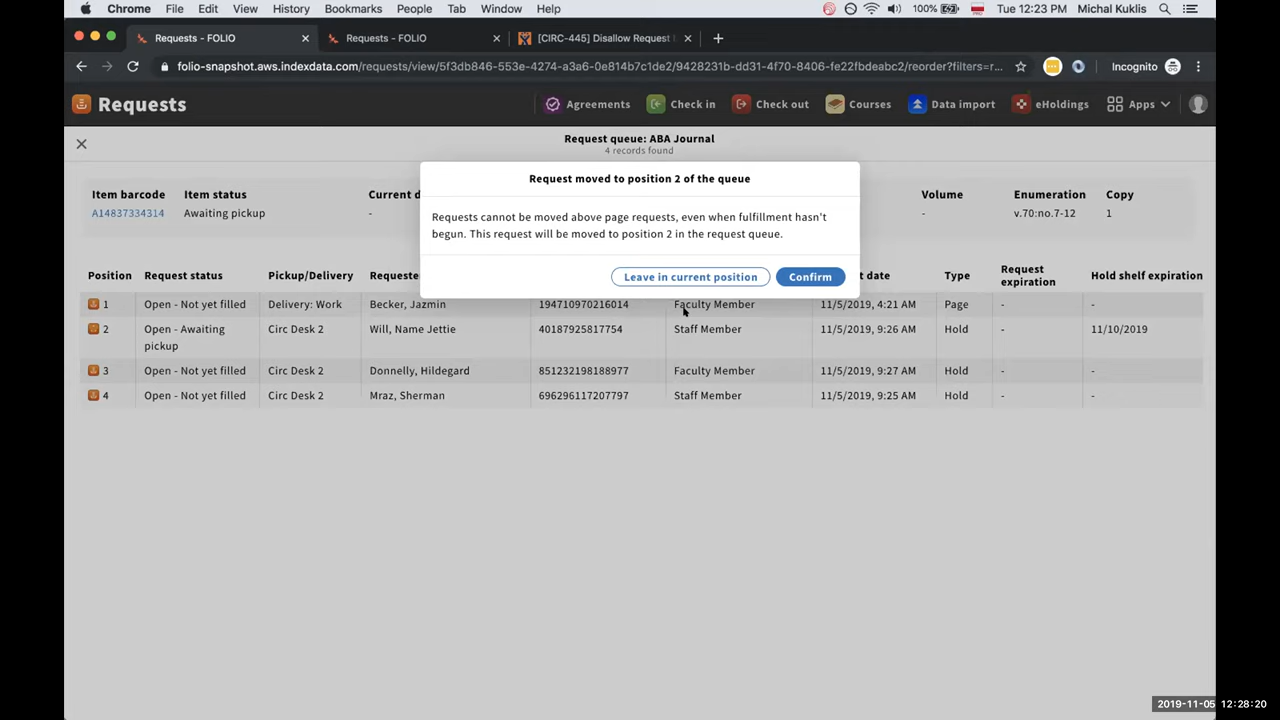 Chrome File Edit View History Bookmarks People Tab Window Help 100% Tue 12:23 PM Michal Kuklis
Requests - FOLIO Requests - FOLIO [CIRC-445] Disallow Request
folio-snapshot.aws.indexdata.com/requests/view/5f3db846-553e-4274-a3a6-0e814b7c1de2/9428231b-dd31-4f70-8406-fe22fbdeabc2/reorder?filters=r... Incognito
Requests Agreements Check in Check out Courses Data import eHoldings Apps
Request queue: ABA Journal
4 records found
Request moved to position 2 of the queue
Requests cannot be moved above page requests, even when fulfillment hasn't
begun. This request will be moved to position 2 in the request queue.
Leave in current position Confirm
Item barcode Item status Current d Volume Enumeration Copy
A14837334314 Awaiting pickup - - v.70:no.7-12 1
Position Request status Pickup/Delivery Requeste t date Type Request expiration Hold shelf expiration
1 Open - Not yet filled Delivery: Work Becker, Jazmin 194710970216014 Faculty Member 11/5/2019, 4:21 AM Page - -
2 Open - Awaiting pickup Circ Desk 2 Will, Name Jettie 40187925817754 Staff Member 11/5/2019, 9:26 AM Hold - 11/10/2019
3 Open - Not yet filled Circ Desk 2 Donnelly, Hildegard 851232198188977 Faculty Member 11/5/2019, 9:27 AM Hold - -
4 Open - Not yet filled Circ Desk 2 Mraz, Sherman 696296117207797 Staff Member 11/5/2019, 9:25 AM Hold - -
2019-11-05 12:28:20